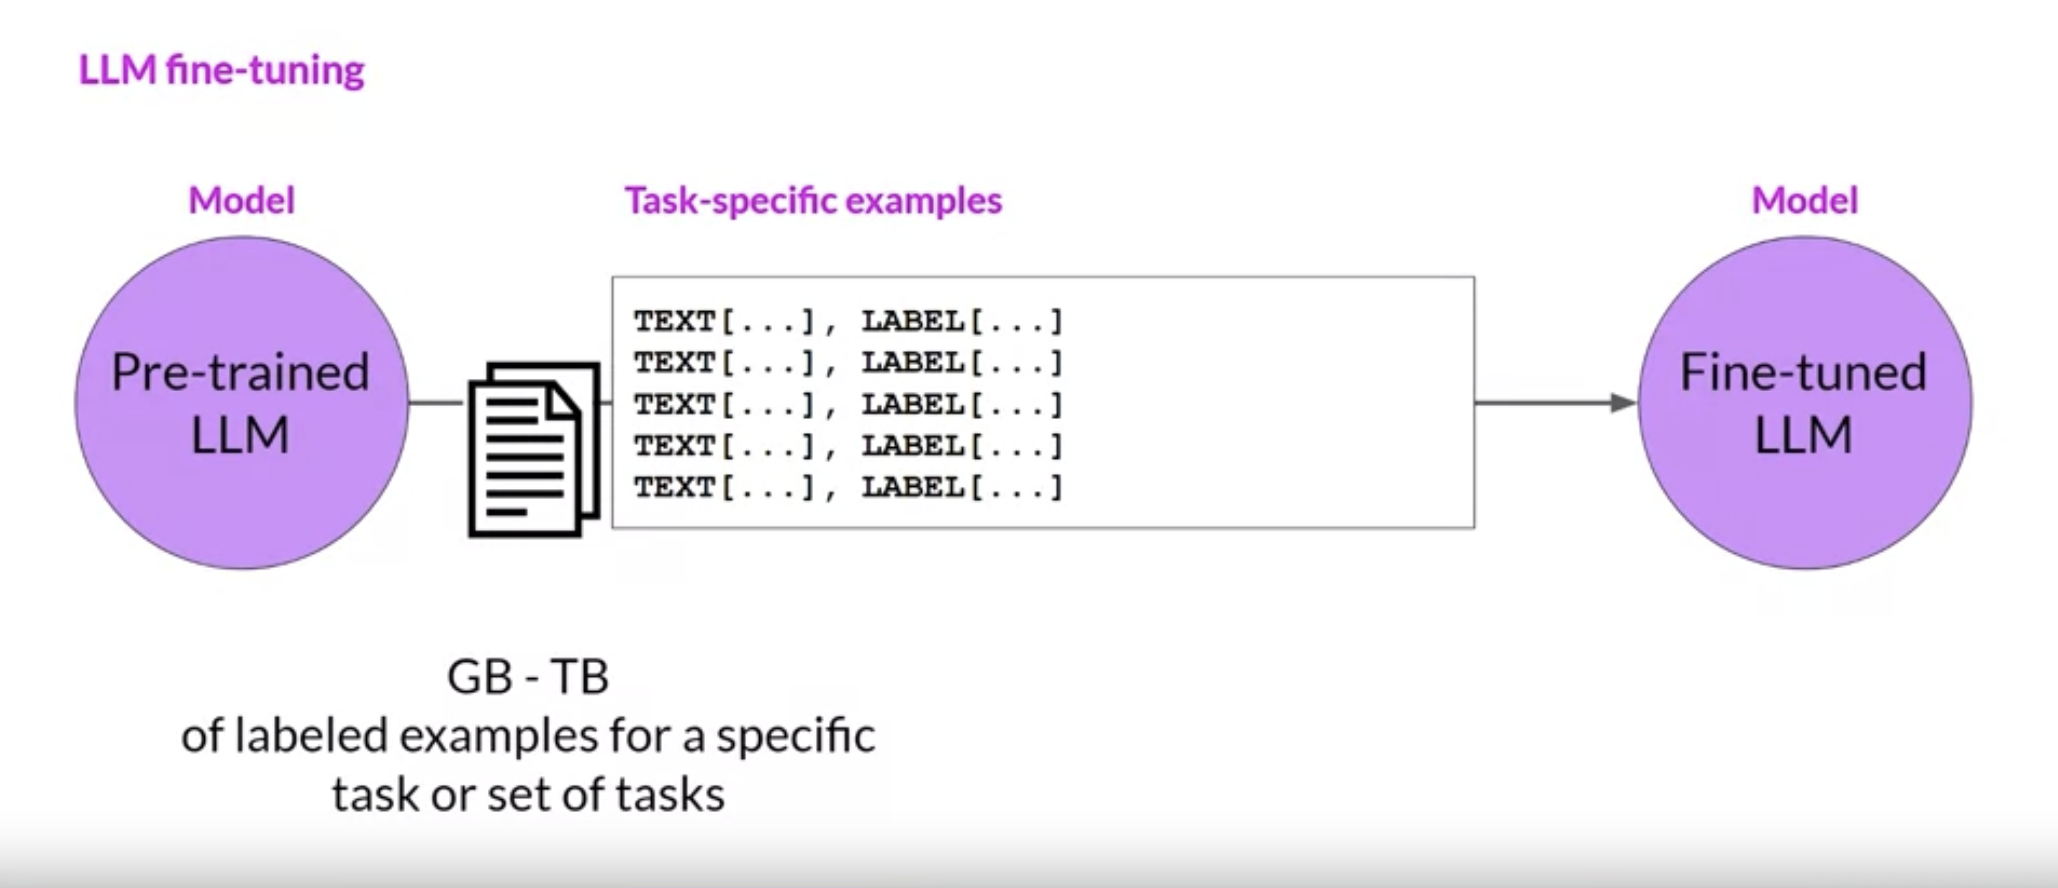 LLM fine-tuning
Model
Task-specific examples
Model
Pre-trained
LLM
TEXT[...], LABEL[...]
TEXT[...], LABEL[...]
TEXT[...], LABEL[...]
TEXT[...], LABEL[...]
TEXT[...], LABEL[...]
Fine-tuned
LLM
GB - TB
of labeled examples for a specific
task or set of tasks